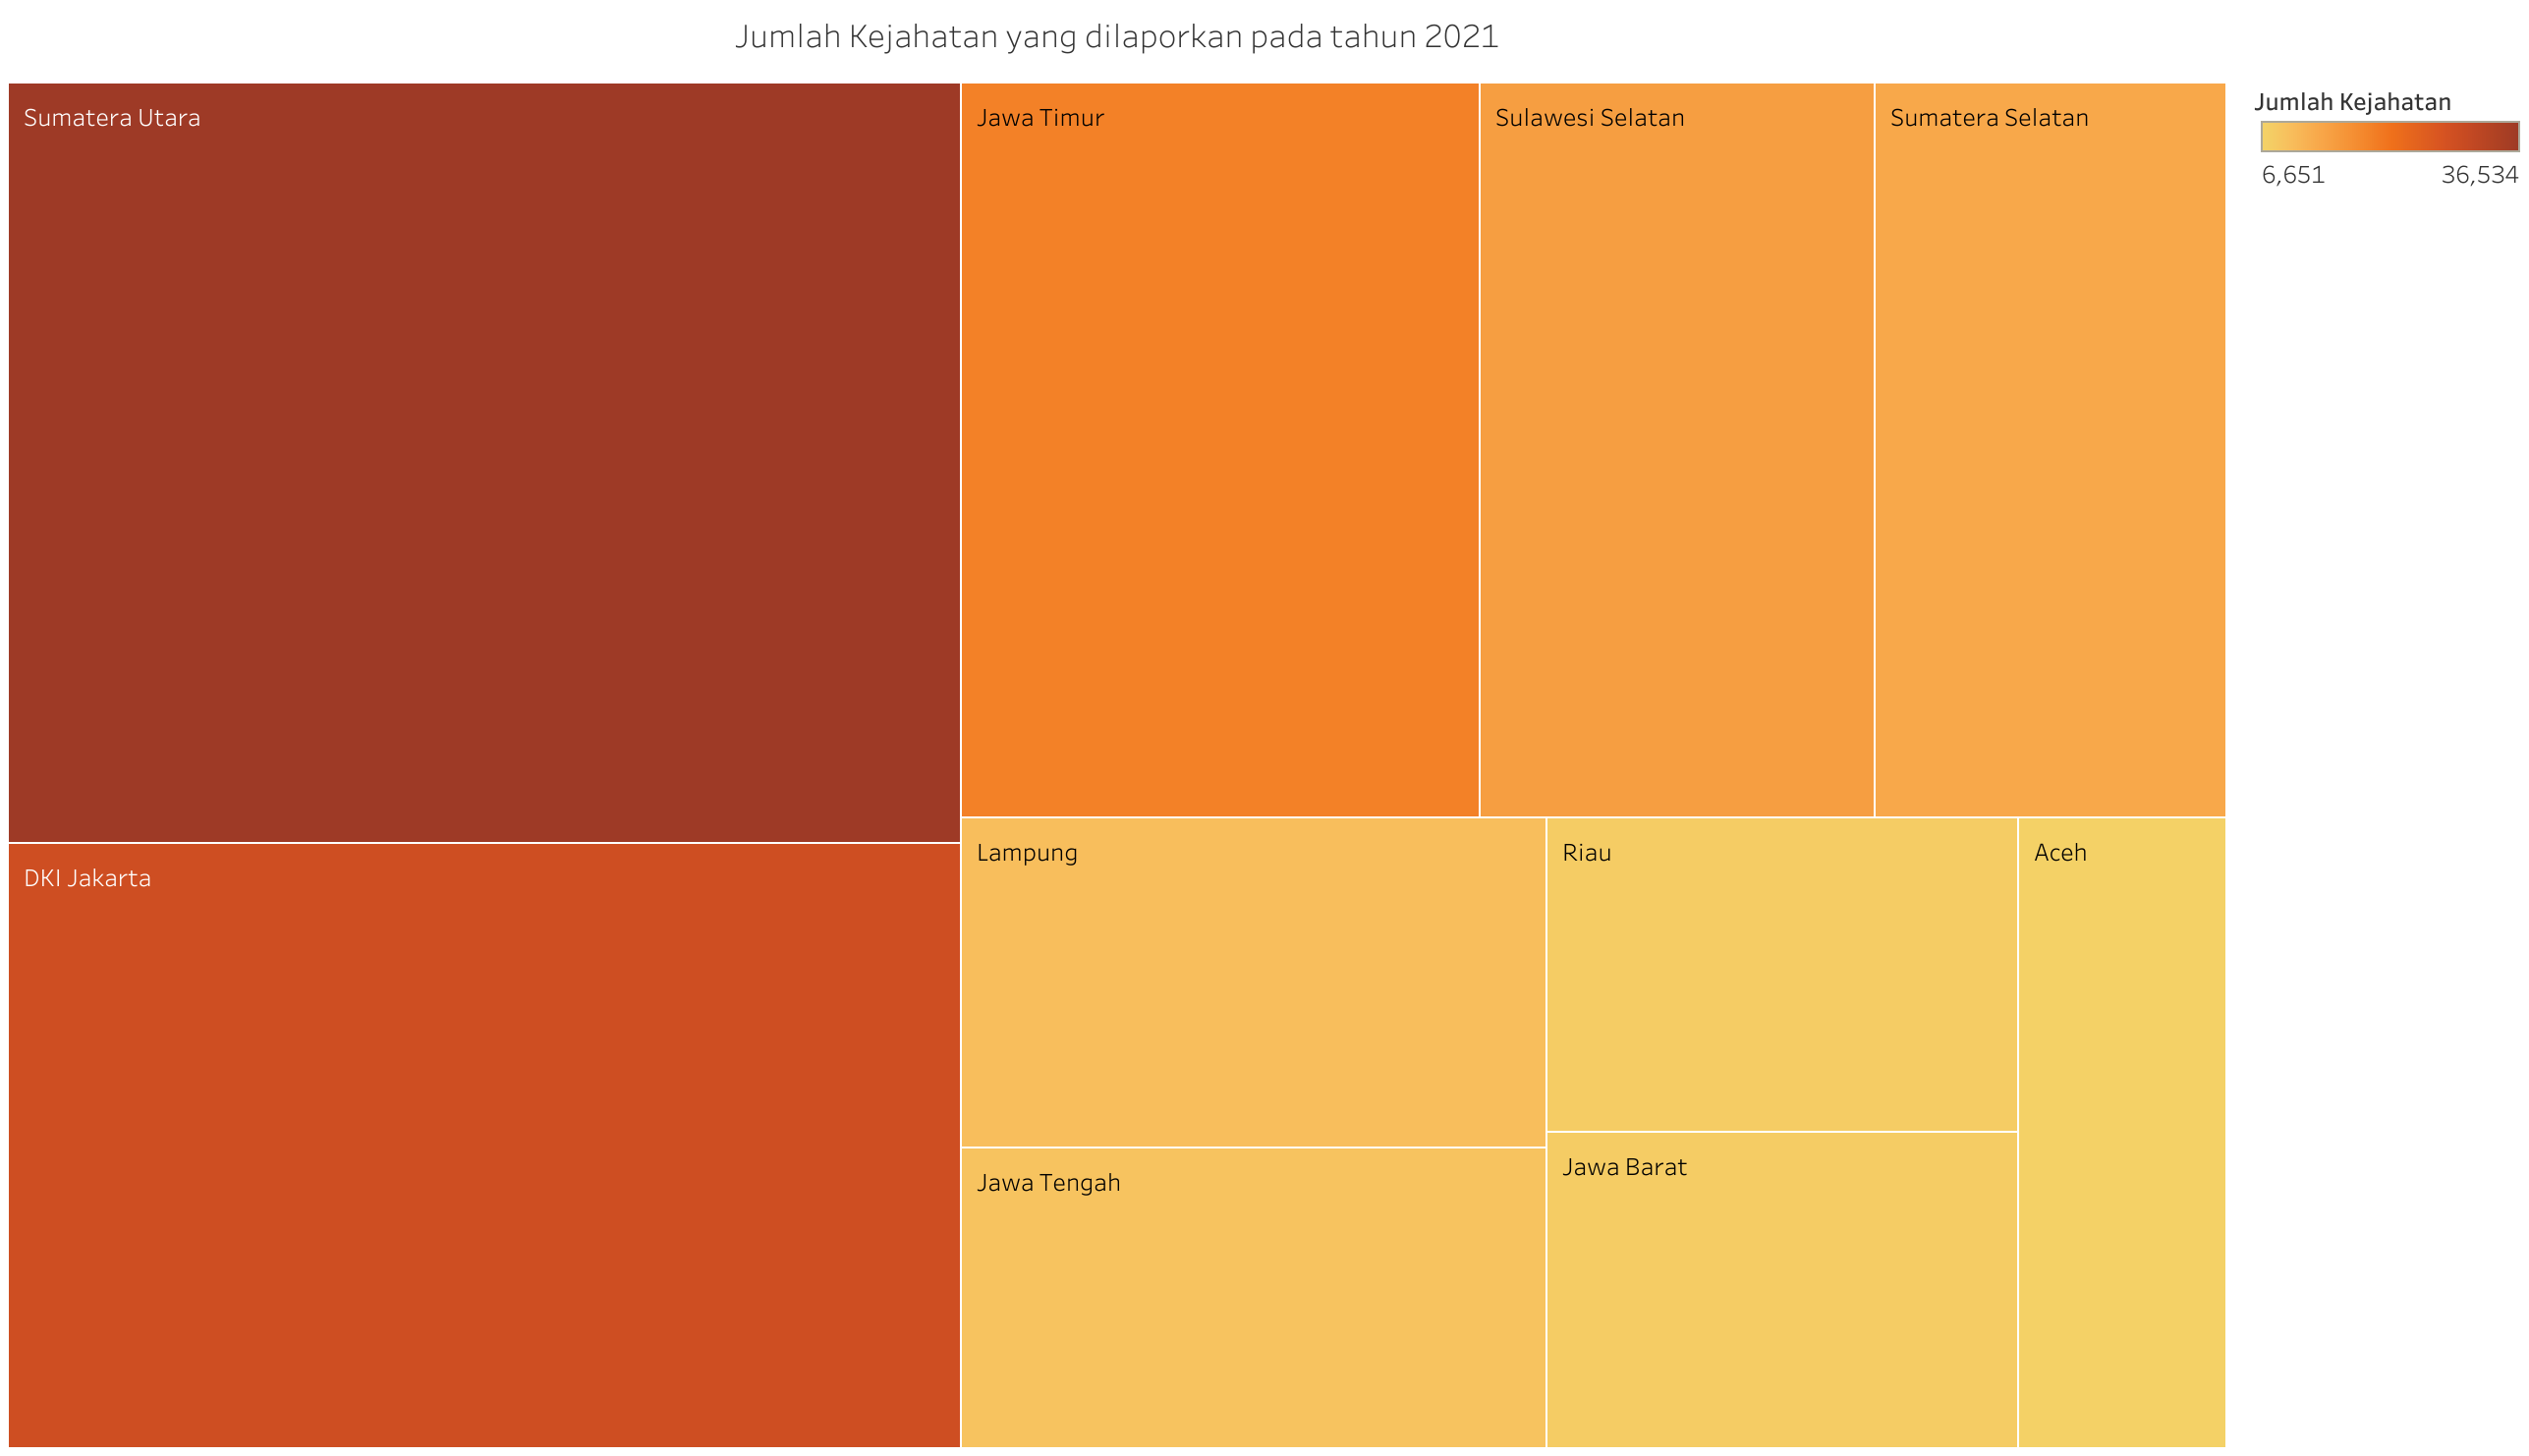 Jumlah Kejahatan yang dilaporkan pada tahun 2021
Sumatera Utara
Jawa Timur
Sulawesi Selatan
Sumatera Selatan
Jumlah Kejahatan
6,651
36,534
DKI Jakarta
Lampung
Riau
Aceh
Jawa Tengah
Jawa Barat